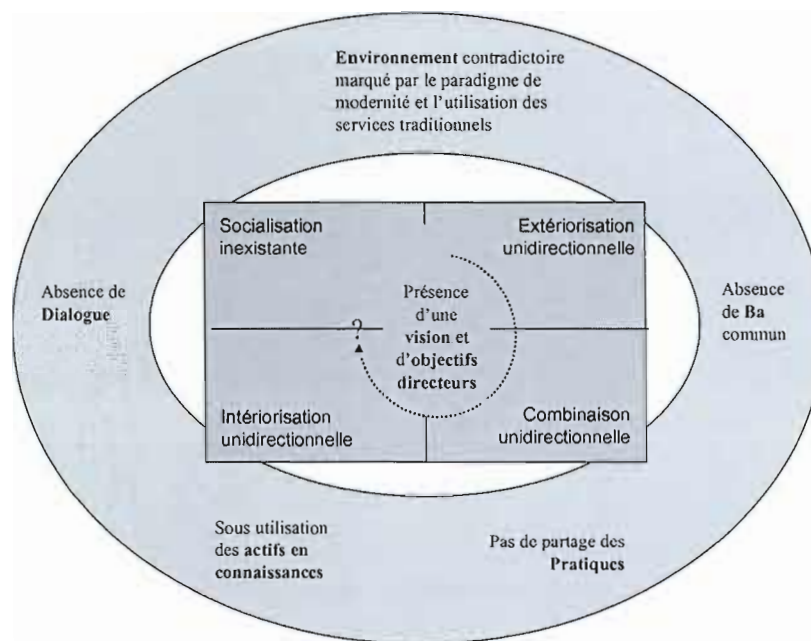 Environnement contradictoire
marqué par le paradigme de
modernité et l'utilisation des
services traditionnels
Socialisation
inexistante
Extériorisation
unidirectionnelle
Absence de
Dialogue
Présence
d'une
vision et
d'objectifs
directeurs
?
Absence
de Ba
commun
Intériorisation
unidirectionnelle
Combinaison
unidirectionnelle
Sous utilisation
des actifs en
connaissances
Pas de partage des
Pratiques